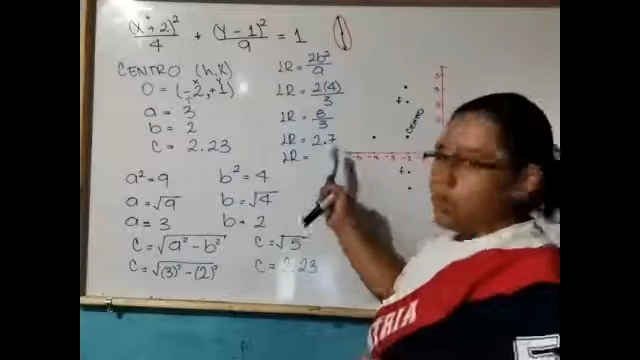 (x + 2)² / 4 + (y - 1)² / 9 = 1
CENTRO (h, k)
O = (-2, +1)
a = 3
b = 2
c = 2.23
LR = 2b² / a
LR = 2(4) / 3
LR = 8 / 3
LR = 2.7
LR =
a² = 9
b² = 4
a = √9
b = √4
a = 3
b = 2
c = √a² - b²
c = √5
c = √(3)² - (2)²
c = 2.23
F
CENTRO
F
TRIA